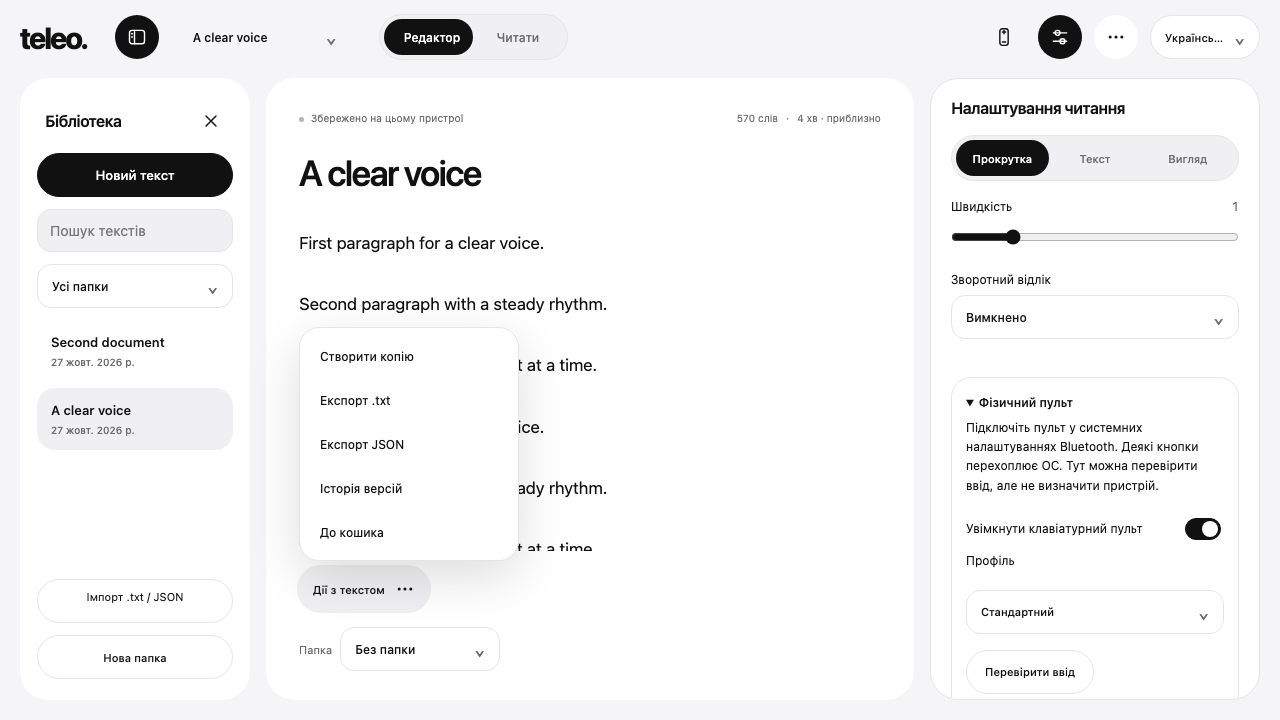 teleo.
A clear voice
Редактор
Читати
Українсь...
Бібліотека
Новий текст
Пошук текстів
Усі папки
Second document
27 жовт. 2026 р.
A clear voice
27 жовт. 2026 р.
Імпорт .txt / JSON
Нова папка
Збережено на цьому пристрої
570 слів · 4 хв · приблизно
A clear voice
First paragraph for a clear voice.
Second paragraph with a steady rhythm.
t at a time.
ice.
ady rhythm.
t at a time.
Створити копію
Експорт .txt
Експорт JSON
Історія версій
До кошика
Дії з текстом
Папка
Без папки
Налаштування читання
Прокрутка
Текст
Вигляд
Швидкість
1
Зворотний відлік
Вимкнено
Фізичний пульт
Підключіть пульт у системних
налаштуваннях Bluetooth. Деякі кнопки
перехоплює ОС. Тут можна перевірити
ввід, але не визначити пристрій.
Увімкнути клавіатурний пульт
Профіль
Стандартний
Перевірити ввід